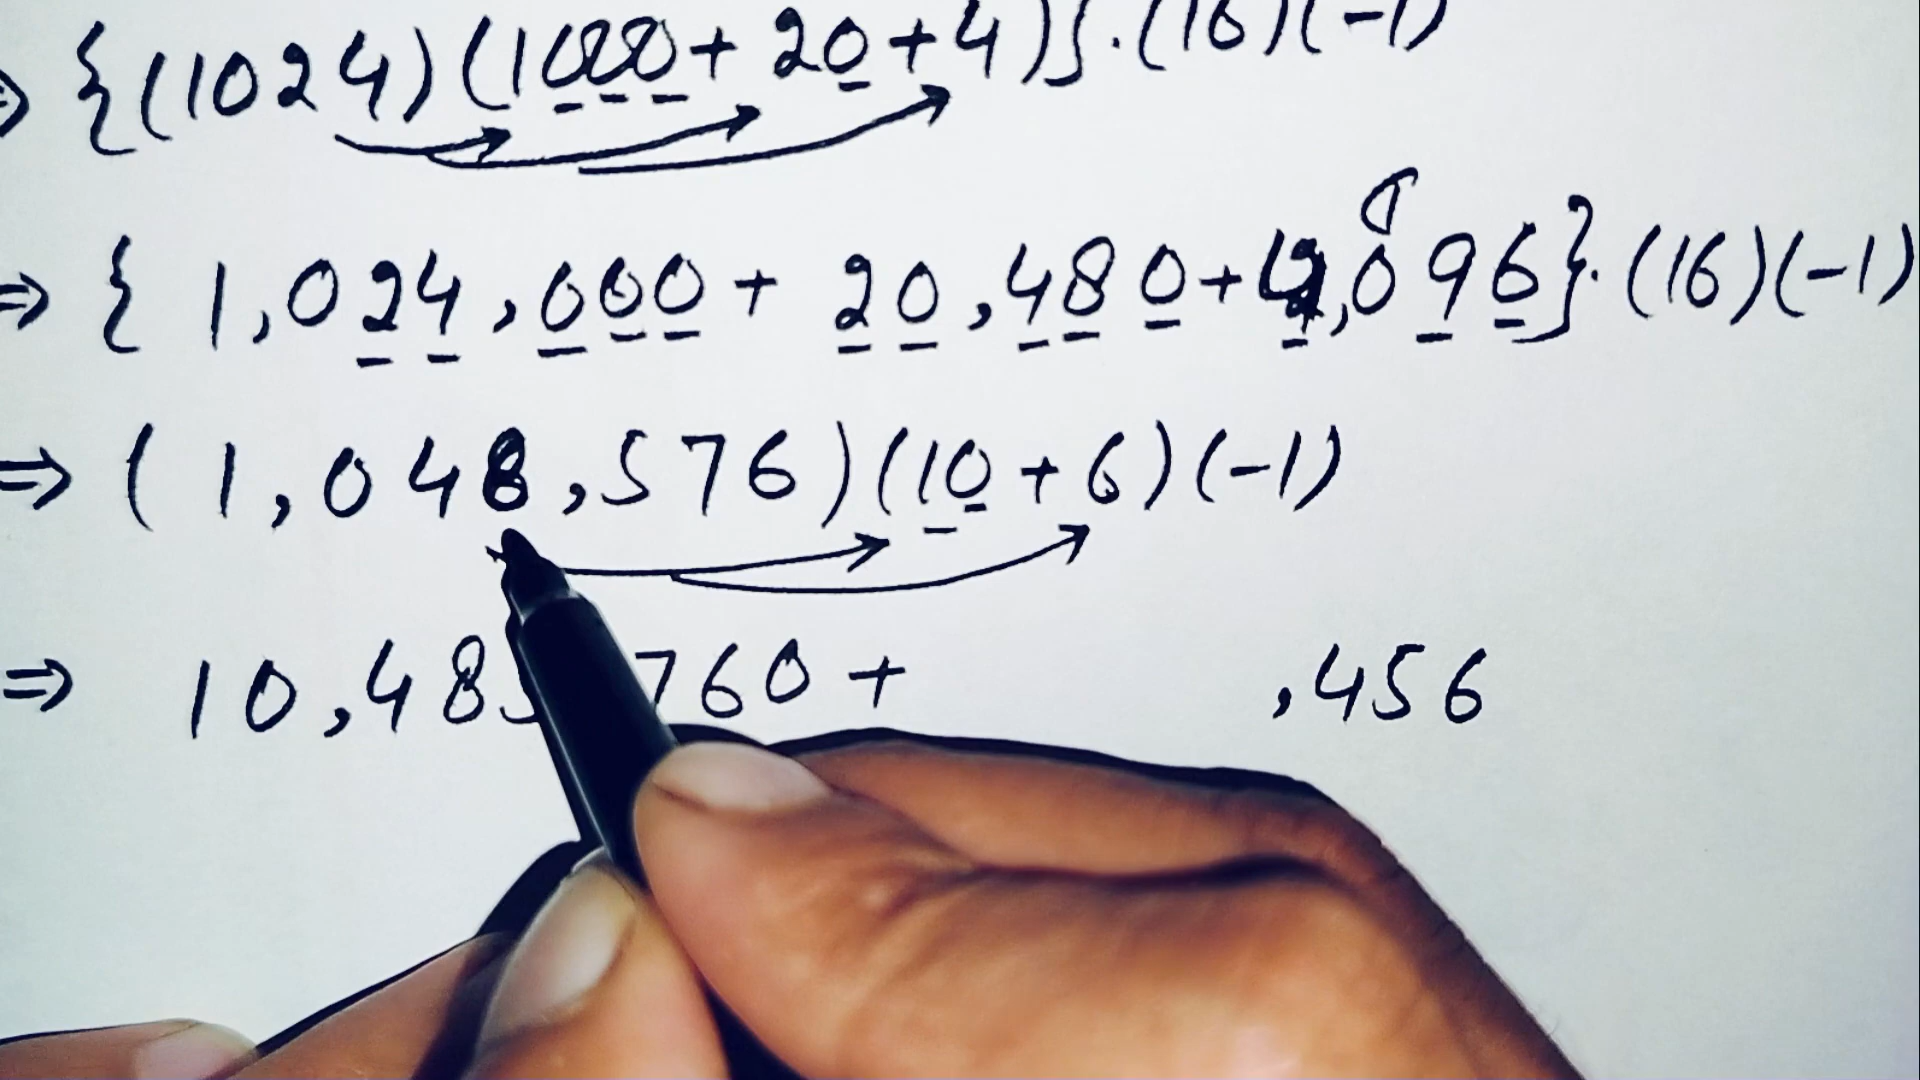 ⇒ {(1024)(1000+ 20+4)}.(16)(-1)
⇒ { 1,024,000+ 20,480+4,096}.(16)(-1)
⇒ (1,048,576)(10+6)(-1)
⇒ 10,485 760+ ,456